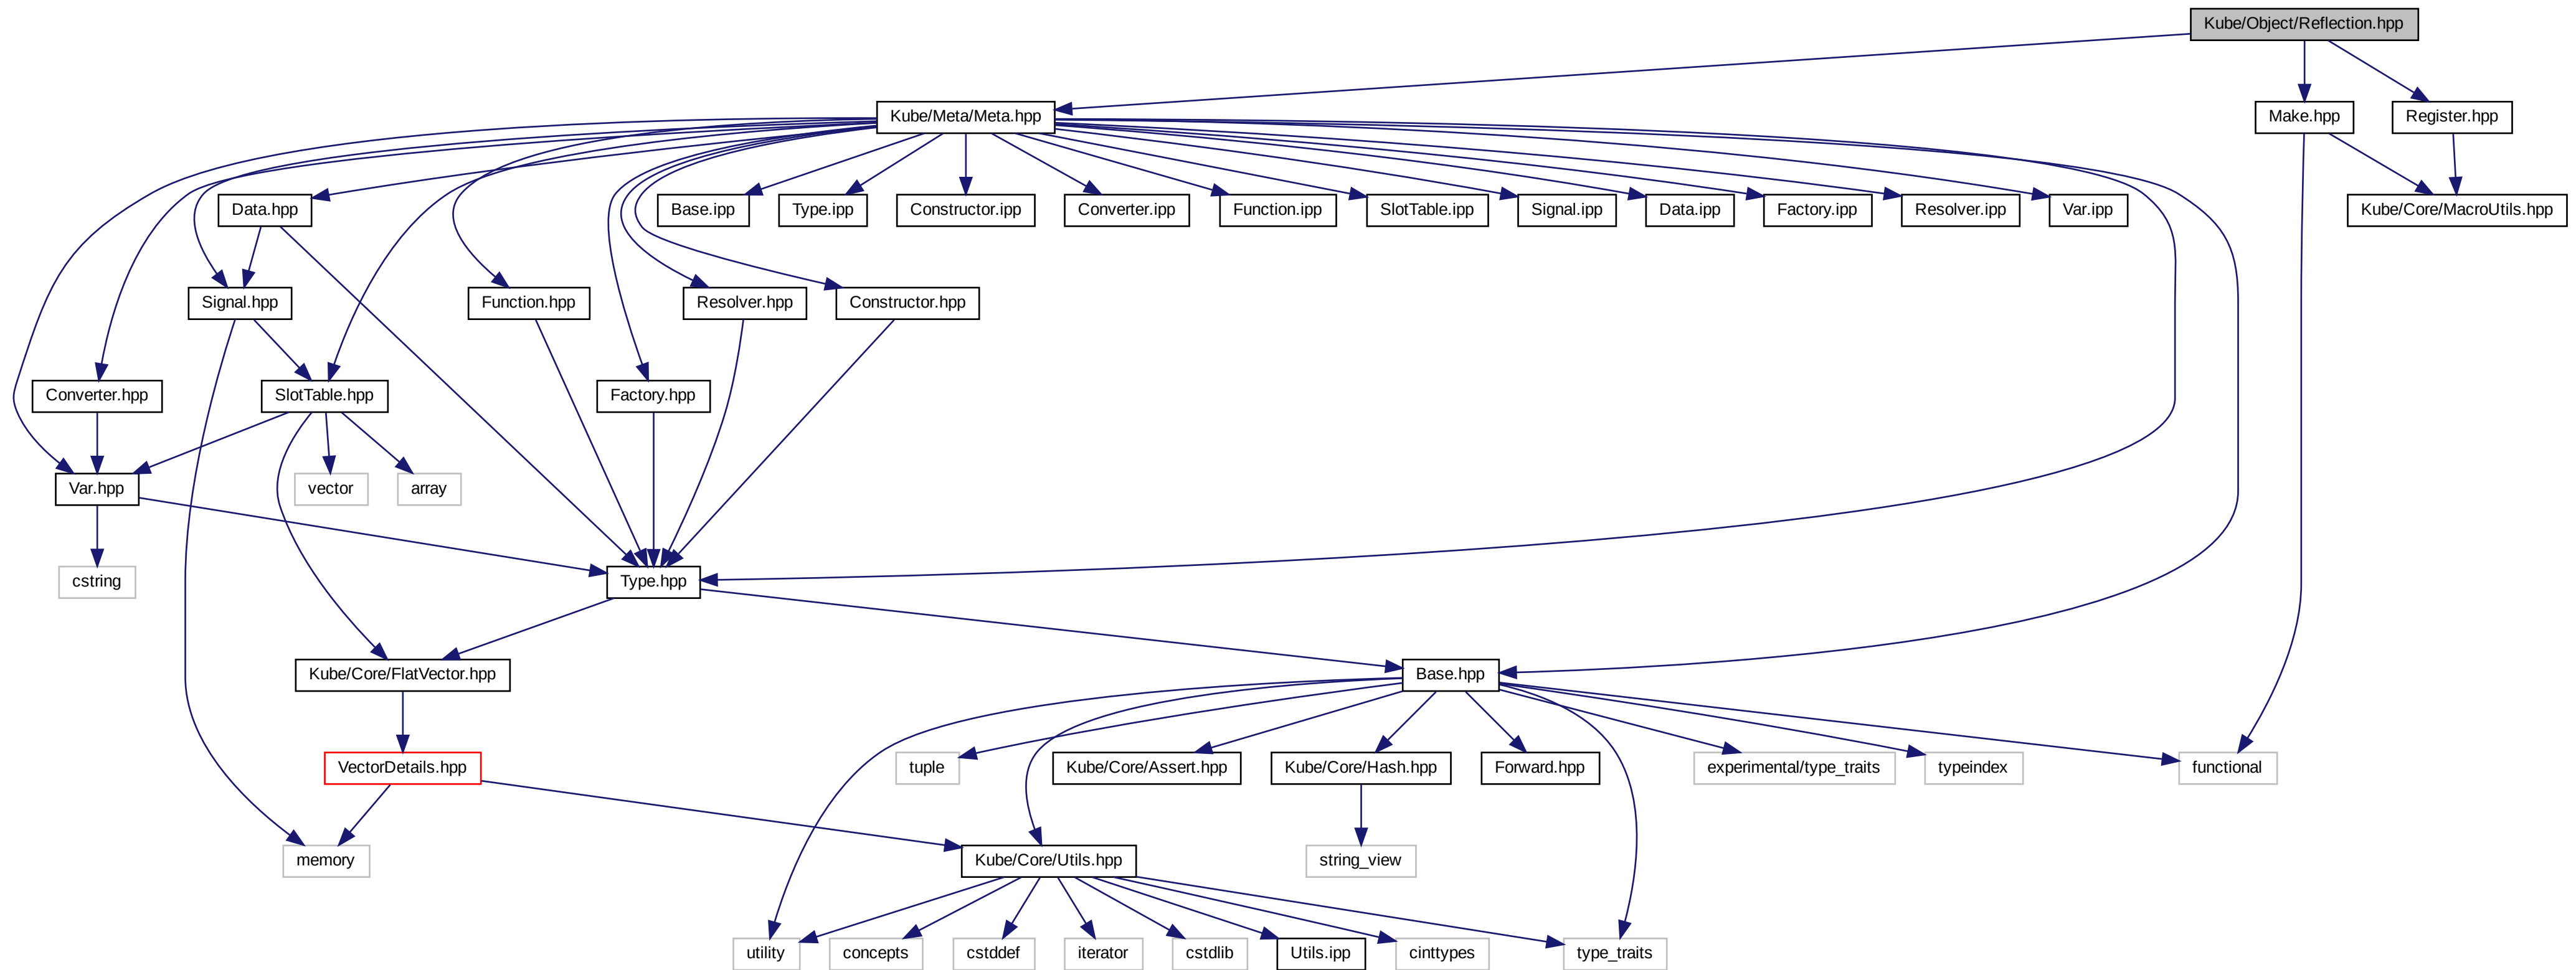 Kube/Object/Reflection.hpp
Kube/Meta/Meta.hpp
Make.hpp
Register.hpp
Data.hpp
Base.ipp
Type.ipp
Constructor.ipp
Converter.ipp
Function.ipp
SlotTable.ipp
Signal.ipp
Data.ipp
Factory.ipp
Resolver.ipp
Var.ipp
Kube/Core/MacroUtils.hpp
Signal.hpp
Function.hpp
Resolver.hpp
Constructor.hpp
Converter.hpp
SlotTable.hpp
Factory.hpp
Var.hpp
vector
array
cstring
Type.hpp
Kube/Core/FlatVector.hpp
Base.hpp
VectorDetails.hpp
tuple
Kube/Core/Assert.hpp
Kube/Core/Hash.hpp
Forward.hpp
experimental/type_traits
typeindex
functional
memory
Kube/Core/Utils.hpp
string_view
utility
concepts
cstddef
iterator
cstdlib
Utils.ipp
cinttypes
type_traits